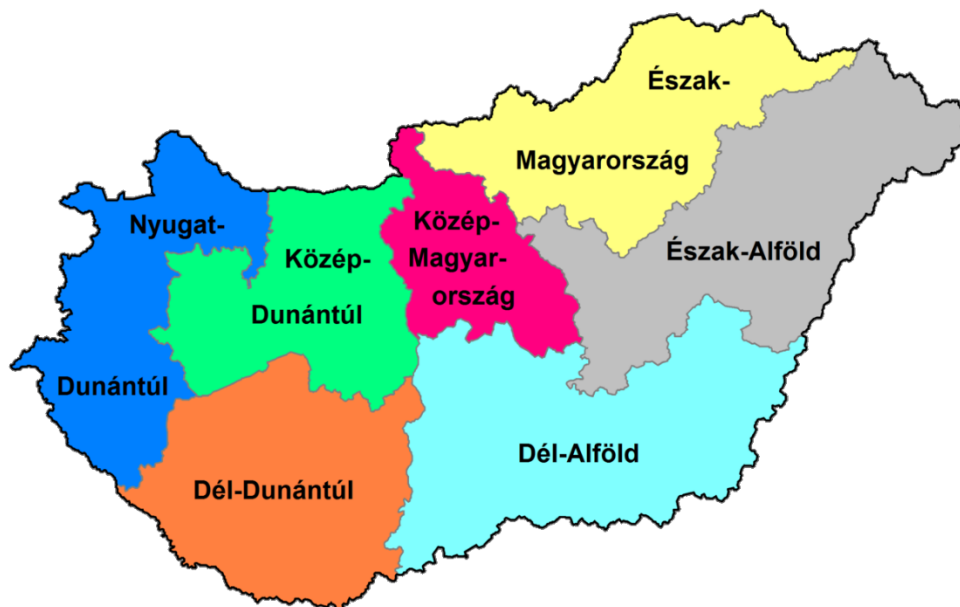 Észak-
Magyarország
Nyugat-
Dunántúl
Közép-
Dunántúl
Közép-
Magyar-
ország
Észak-Alföld
Dél-Dunántúl
Dél-Alföld